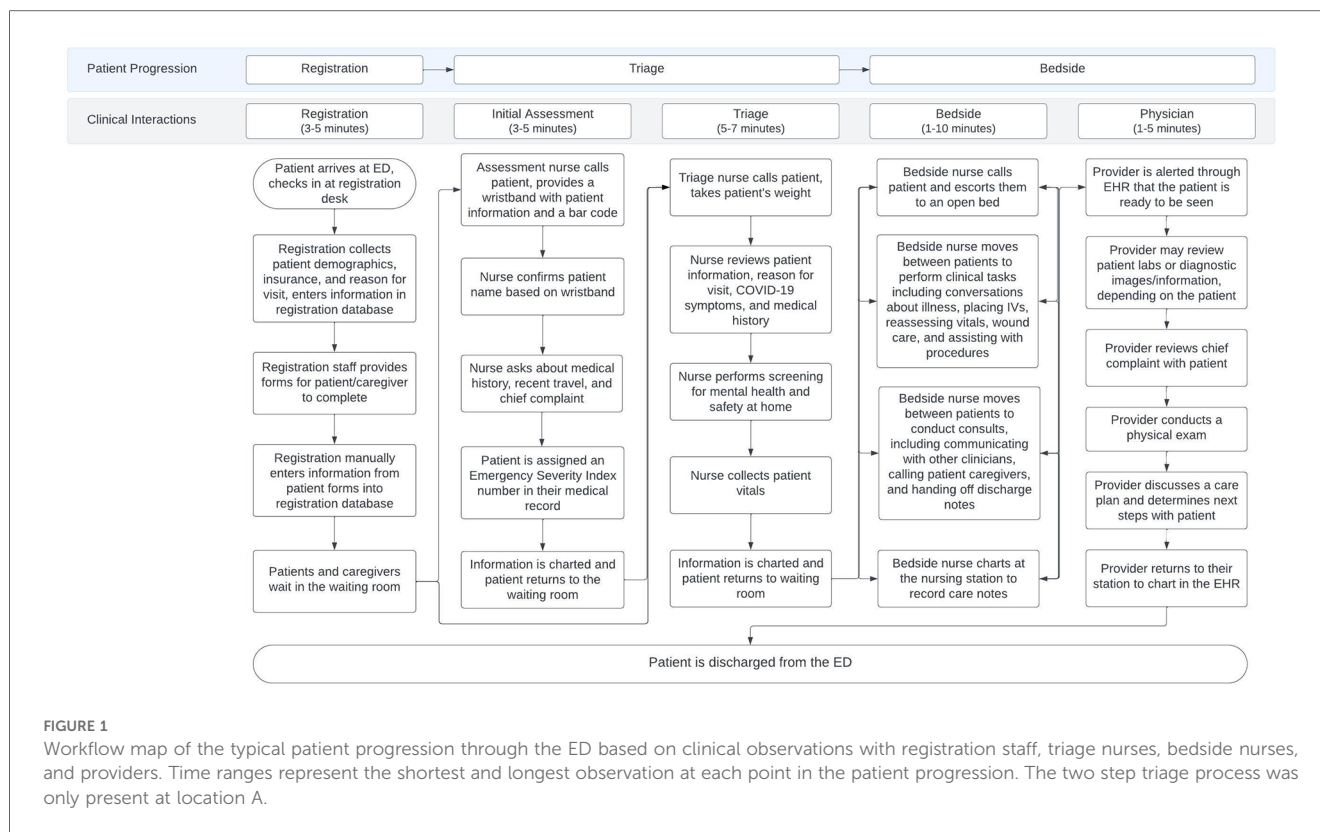 Patient Progression
Registration
Triage
Bedside
Clinical Interactions
Registration
(3-5 minutes)
Initial Assessment
(3-5 minutes)
Triage
(5-7 minutes)
Bedside
(1-10 minutes)
Physician
(1-5 minutes)
Patient arrives at ED,
checks in at registration
desk
Registration collects
patient demographics,
insurance, and reason for
visit, enters information in
registration database
Registration staff provides
forms for patient/caregiver
to complete
Registration manually
enters information from
patient forms into
registration database
Patients and caregivers
wait in the waiting room
Assessment nurse calls
patient, provides a
wristband with patient
information and a bar code
Nurse confirms patient
name based on wristband
Nurse asks about medical
history, recent travel, and
chief complaint
Patient is assigned an
Emergency Severity Index
number in their medical
record
Information is charted and
patient returns to the
waiting room
Triage nurse calls patient,
takes patient's weight
Nurse reviews patient
information, reason for
visit, COVID-19
symptoms, and medical
history
Nurse performs screening
for mental health and
safety at home
Nurse collects patient
vitals
Information is charted and
patient returns to waiting
room
Bedside nurse calls
patient and escorts them
to an open bed
Bedside nurse moves
between patients to
perform clinical tasks
including conversations
about illness, placing IVs,
reassessing vitals, wound
care, and assisting with
procedures
Bedside nurse moves
between patients to
conduct consults,
including communicating
with other clinicians,
calling patient caregivers,
and handing off discharge
notes
Bedside nurse charts at
the nursing station to
record care notes
Provider is alerted through
EHR that the patient is
ready to be seen
Provider may review
patient labs or diagnostic
images/information,
depending on the patient
Provider reviews chief
complaint with patient
Provider conducts a
physical exam
Provider discusses a care
plan and determines next
steps with patient
Provider returns to their
station to chart in the EHR
Patient is discharged from the ED
FIGURE 1
Workflow map of the typical patient progression through the ED based on clinical observations with registration staff, triage nurses, bedside nurses,
and providers. Time ranges represent the shortest and longest observation at each point in the patient progression. The two step triage process was
only present at location A.